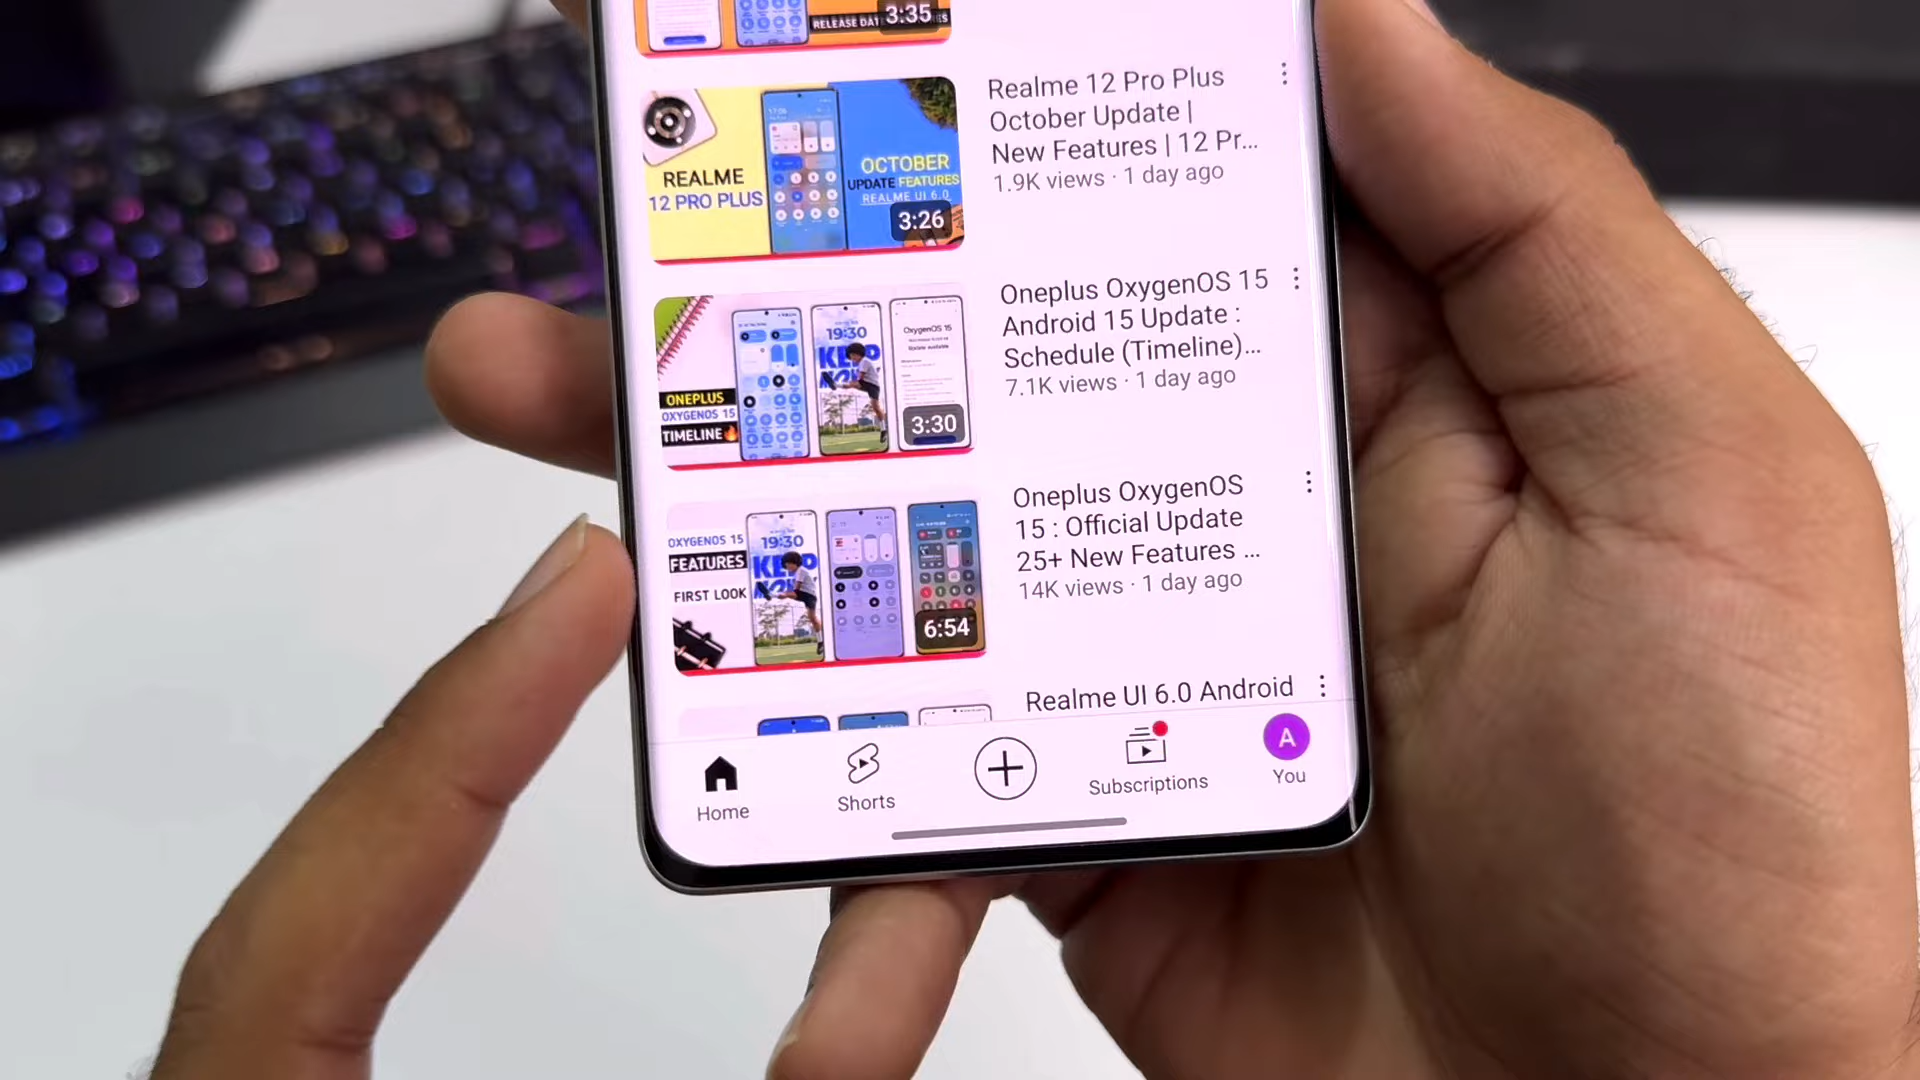 RELEASE DATE
3:35
REALME
12 PRO PLUS
OCTOBER
UPDATE FEATURES
REALME UI 6.0
3:26
Realme 12 Pro Plus
October Update |
New Features | 12 Pr...
1.9K views · 1 day ago
ONEPLUS
OXYGENOS 15
TIMELINE
19:30
OxygenOS 15
3:30
Oneplus OxygenOS 15
Android 15 Update :
Schedule (Timeline)...
7.1K views · 1 day ago
OXYGENOS 15
FEATURES
FIRST LOOK
19:30
6:54
Oneplus OxygenOS
15 : Official Update
25+ New Features ...
14K views · 1 day ago
Realme UI 6.0 Android
Home
Shorts
Subscriptions
A
You